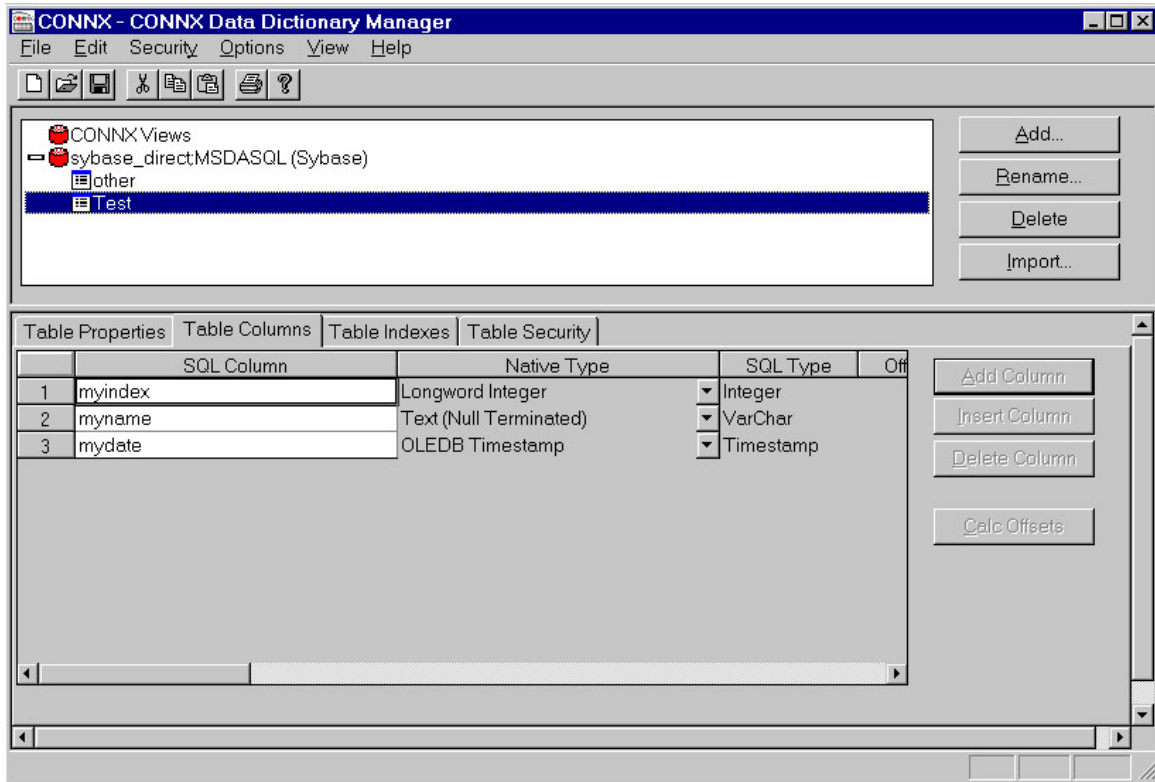 CONNX - CONNX Data Dictionary Manager
File Edit Security Options View Help
CONNX Views
sybase_direct;MSDASQL (Sybase)
other
Test
Add...
Rename...
Delete
Import...
Table Properties Table Columns Table Indexes Table Security
SQL Column Native Type SQL Type Off
1 myindex Longword Integer Integer
2 myname Text (Null Terminated) VarChar
3 mydate OLEDB Timestamp Timestamp
Add Column
Insert Column
Delete Column
Calc Offsets